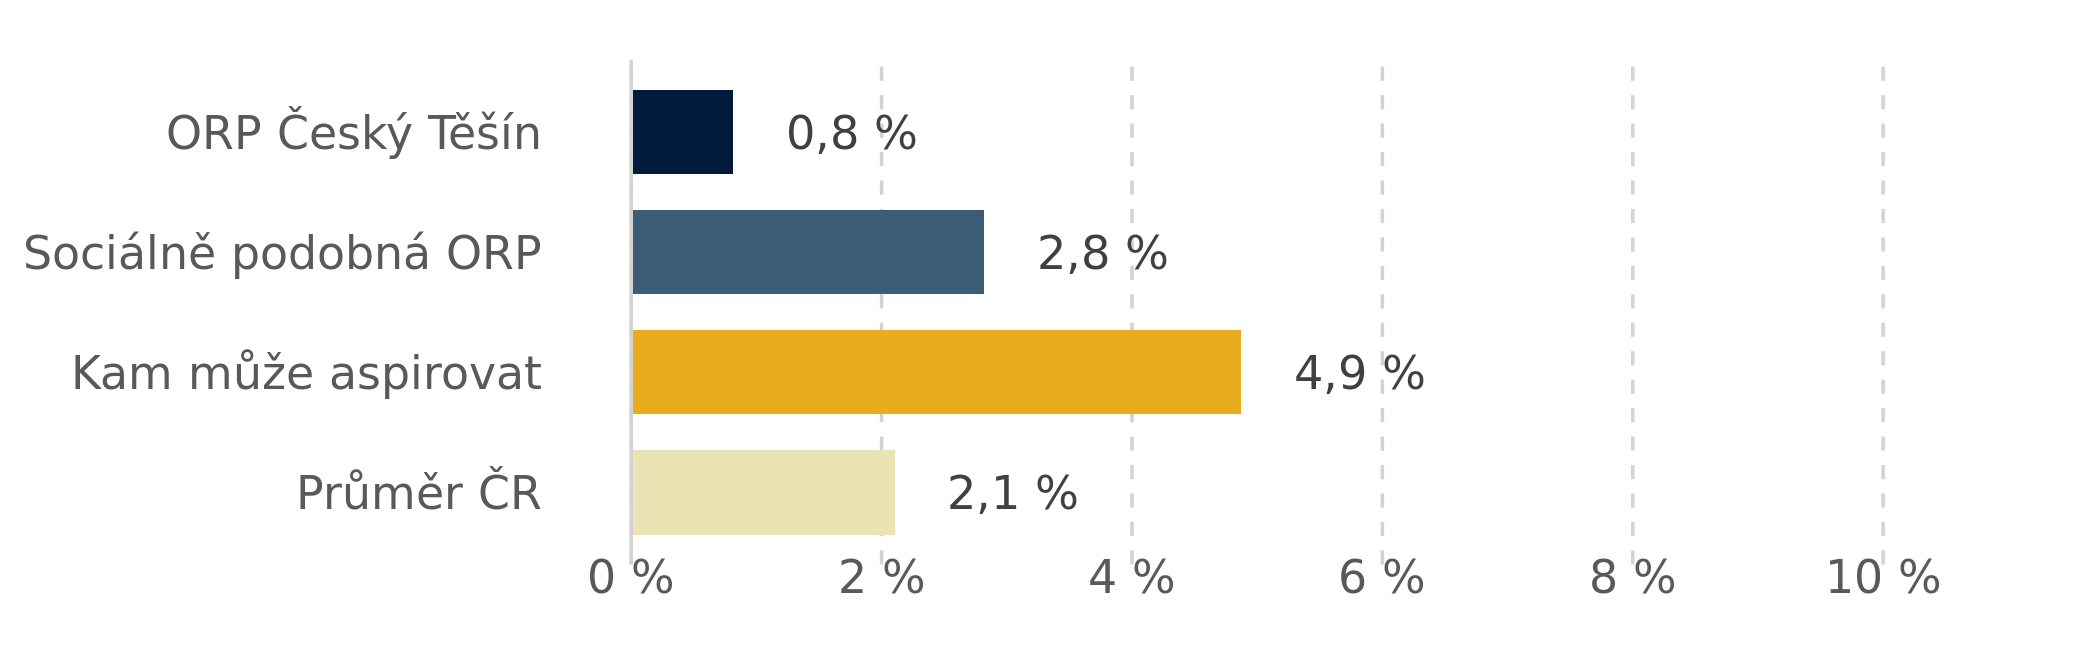 ORP Český Těšín
0,8 %
Sociálně podobná ORP
2,8 %
Kam může aspirovat
4,9 %
Průměr ČR
2,1 %
0 % 2 % 4 % 6 % 8 % 10 %